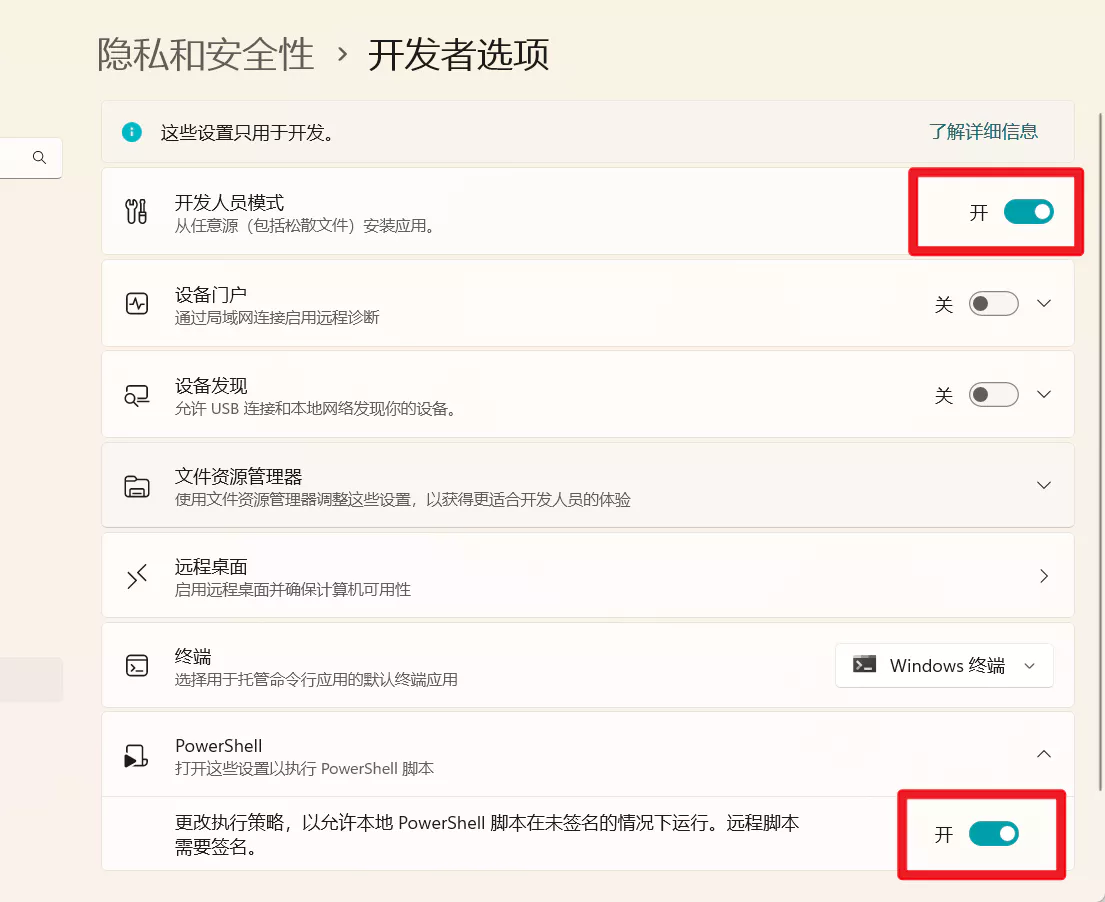 隐私和安全性 › 开发者选项
这些设置只用于开发。
了解详细信息
开发人员模式
从任意源（包括松散文件）安装应用。
开
设备门户
通过局域网连接启用远程诊断
关
设备发现
允许 USB 连接和本地网络发现你的设备。
关
文件资源管理器
使用文件资源管理器调整这些设置，以获得更适合开发人员的体验
远程桌面
启用远程桌面并确保计算机可用性
终端
选择用于托管命令行应用的默认终端应用
Windows 终端
PowerShell
打开这些设置以执行 PowerShell 脚本
更改执行策略，以允许本地 PowerShell 脚本在未签名的情况下运行。远程脚本
需要签名。
开